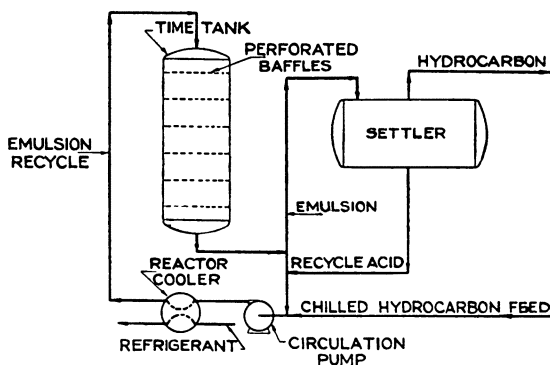 TIME TANK
PERFORATED
BAFFLES
HYDROCARBON
SETTLER
EMULSION
RECYCLE
EMULSION
REACTOR
COOLER
RECYCLE ACID
CHILLED HYDROCARBON FEED
REFRIGERANT
CIRCULATION
PUMP